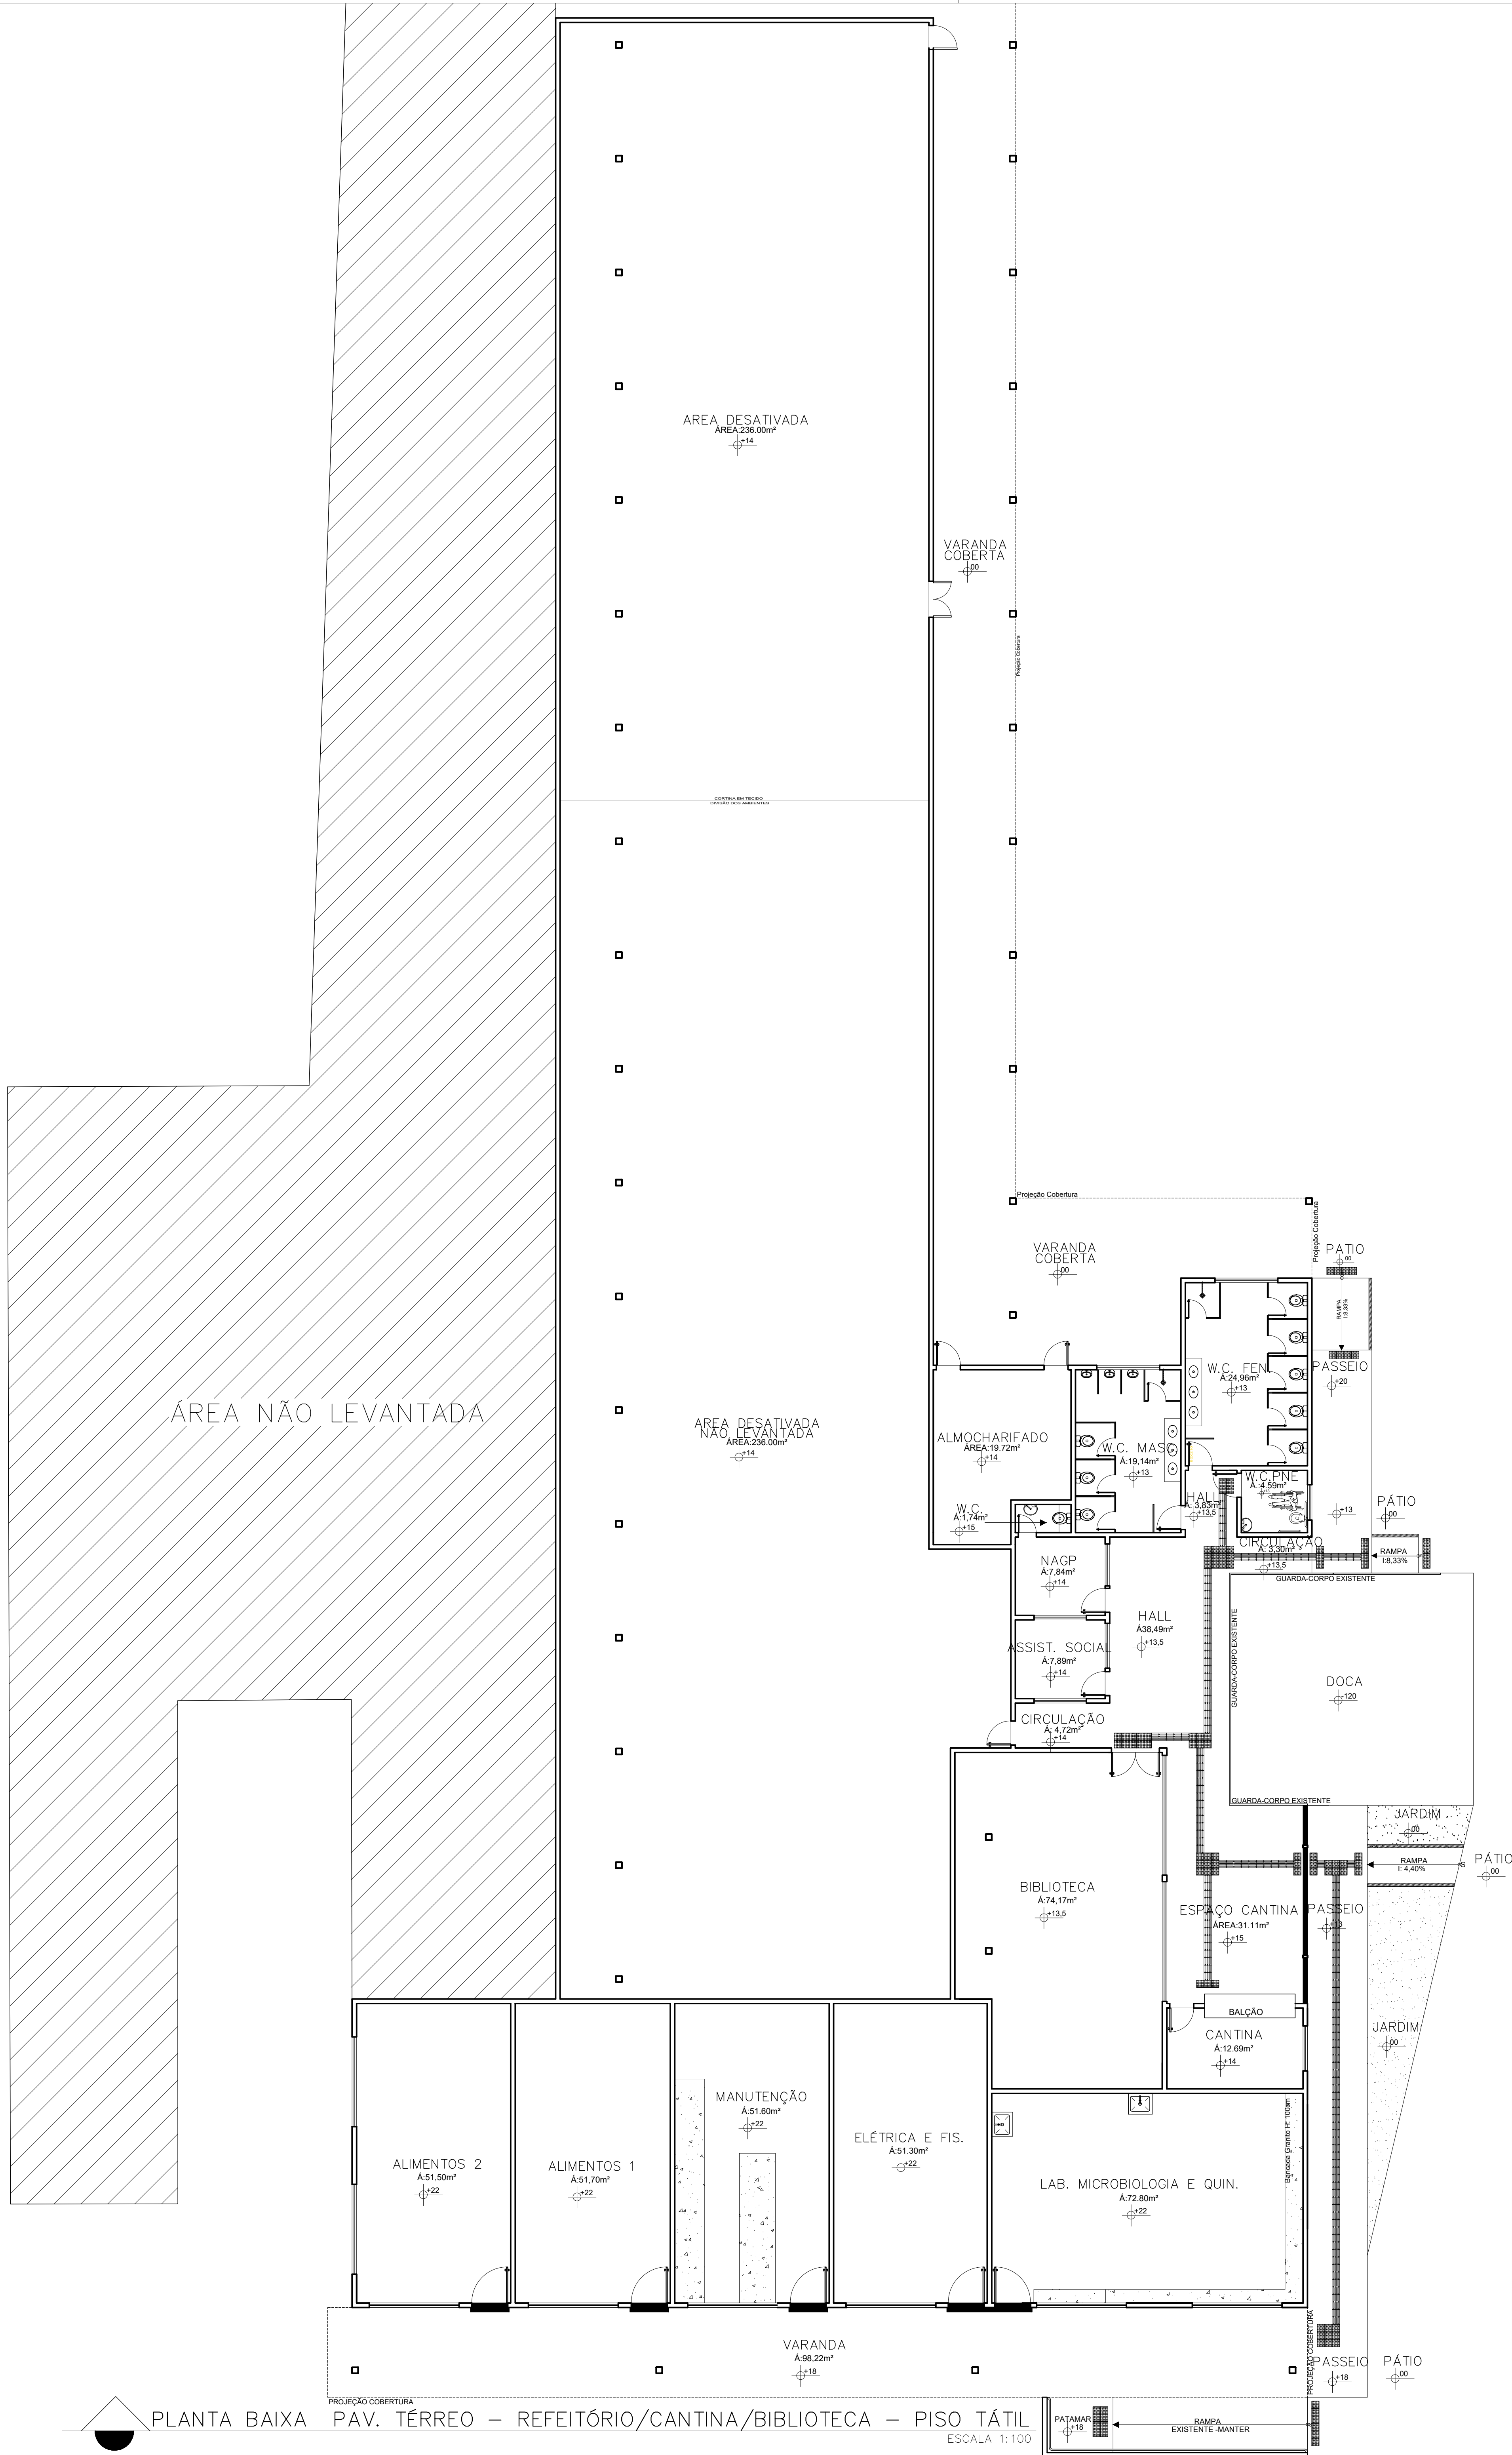 AREA DESATIVADA
ÁREA:236.00m²
+14
VARANDA
COBERTA
00
Projeção Cobertura
CORTINA EM TECIDO
DIVISÃO DOS AMBIENTES
Projeção Cobertura
Projeção Cobertura
VARANDA
COBERTA
00
PATIO
00
RAMPA
I:8,33%
PASSEIO
+20
W.C. FEN.
Á:24,96m²
+13
ÁREA NÃO LEVANTADA
AREA DESATIVADA
NÃO LEVANTADA
ÁREA:236.00m²
+14
ALMOCHARIFADO
ÁREA:19.72m²
+14
W.C. MASC.
Á:19,14m²
+13
W.C.PNE
Á.:4.59m²
HALL
Á: 3,83m²
+13,5
+13
PÁTIO
00
W.C.
Á:1,74m²
+15
CIRCULAÇÃO
Á: 3,30m²
+13,5
RAMPA
I:8,33%
GUARDA-CORPO EXISTENTE
NAGP
Á:7,84m²
+14
HALL
Á38,49m²
+13,5
GUARDA-CORPO EXISTENTE
ASSIST. SOCIAL
Á:7,89m²
+14
DOCA
-120
CIRCULAÇÃO
Á: 4,72m²
+14
GUARDA-CORPO EXISTENTE
JARDIM
00
RAMPA
I: 4,40%
S
PÁTIO
00
BIBLIOTECA
Á:74,17m²
+13,5
ESPAÇO CANTINA
ÁREA:31.11m²
+15
PASSEIO
+13
BALÇÃO
CANTINA
Á:12.69m²
+14
JARDIM
00
MANUTENÇÃO
Á:51.60m²
+22
ELÉTRICA E FIS.
Á:51.30m²
+22
Bancada Granito H: 100cm
ALIMENTOS 2
Á:51,50m²
+22
ALIMENTOS 1
Á:51,70m²
+22
LAB. MICROBIOLOGIA E QUIN.
Á:72.80m²
+22
VARANDA
Á:98,22m²
+18
PROJEÇÃO COBERTURA
PASSEIO
+18
PÁTIO
00
PROJEÇÃO COBERTURA
PLANTA BAIXA PAV. TÉRREO – REFEITÓRIO/CANTINA/BIBLIOTECA – PISO TÁTIL
ESCALA 1:100
PATAMAR
+18
RAMPA
EXISTENTE -MANTER